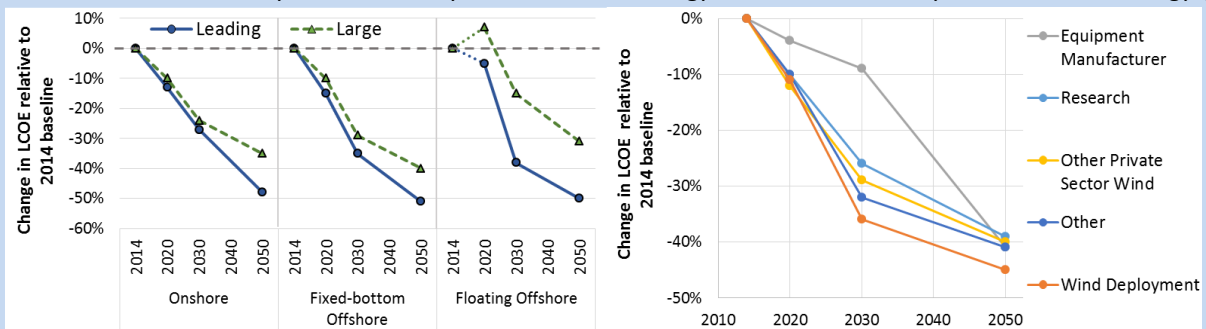 Change in LCOE relative to
2014 baseline
10%
0%
-10%
-20%
-30%
-40%
-50%
-60%
Leading
Large
2014
2020
2030
2040
2050
2014
2020
2030
2040
2050
2014
2020
2030
2040
2050
Onshore
Fixed-bottom
Offshore
Floating Offshore
Change in LCOE relative to
2014 baseline
0%
-10%
-20%
-30%
-40%
-50%
2010
2020
2030
2040
2050
Equipment
Manufacturer
Research
Other Private
Sector Wind
Other
Wind Deployment